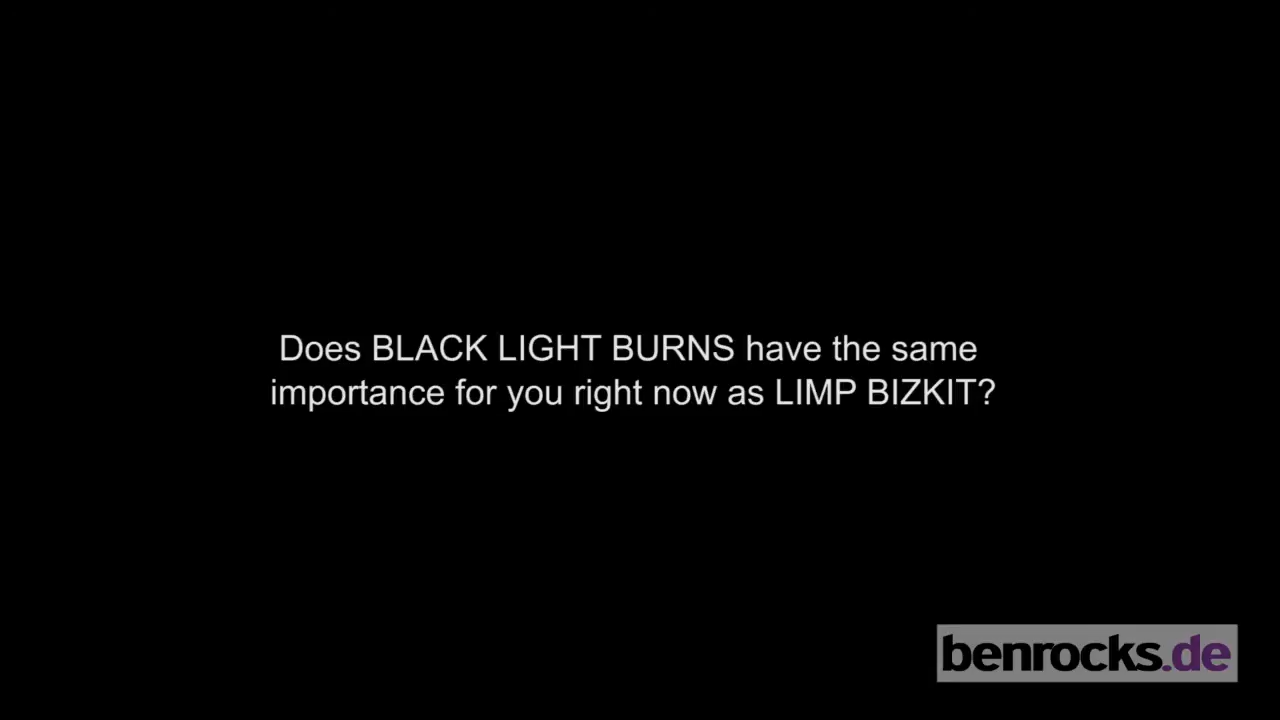 Does BLACK LIGHT BURNS have the same
importance for you right now as LIMP BIZKIT?
benrocks.de